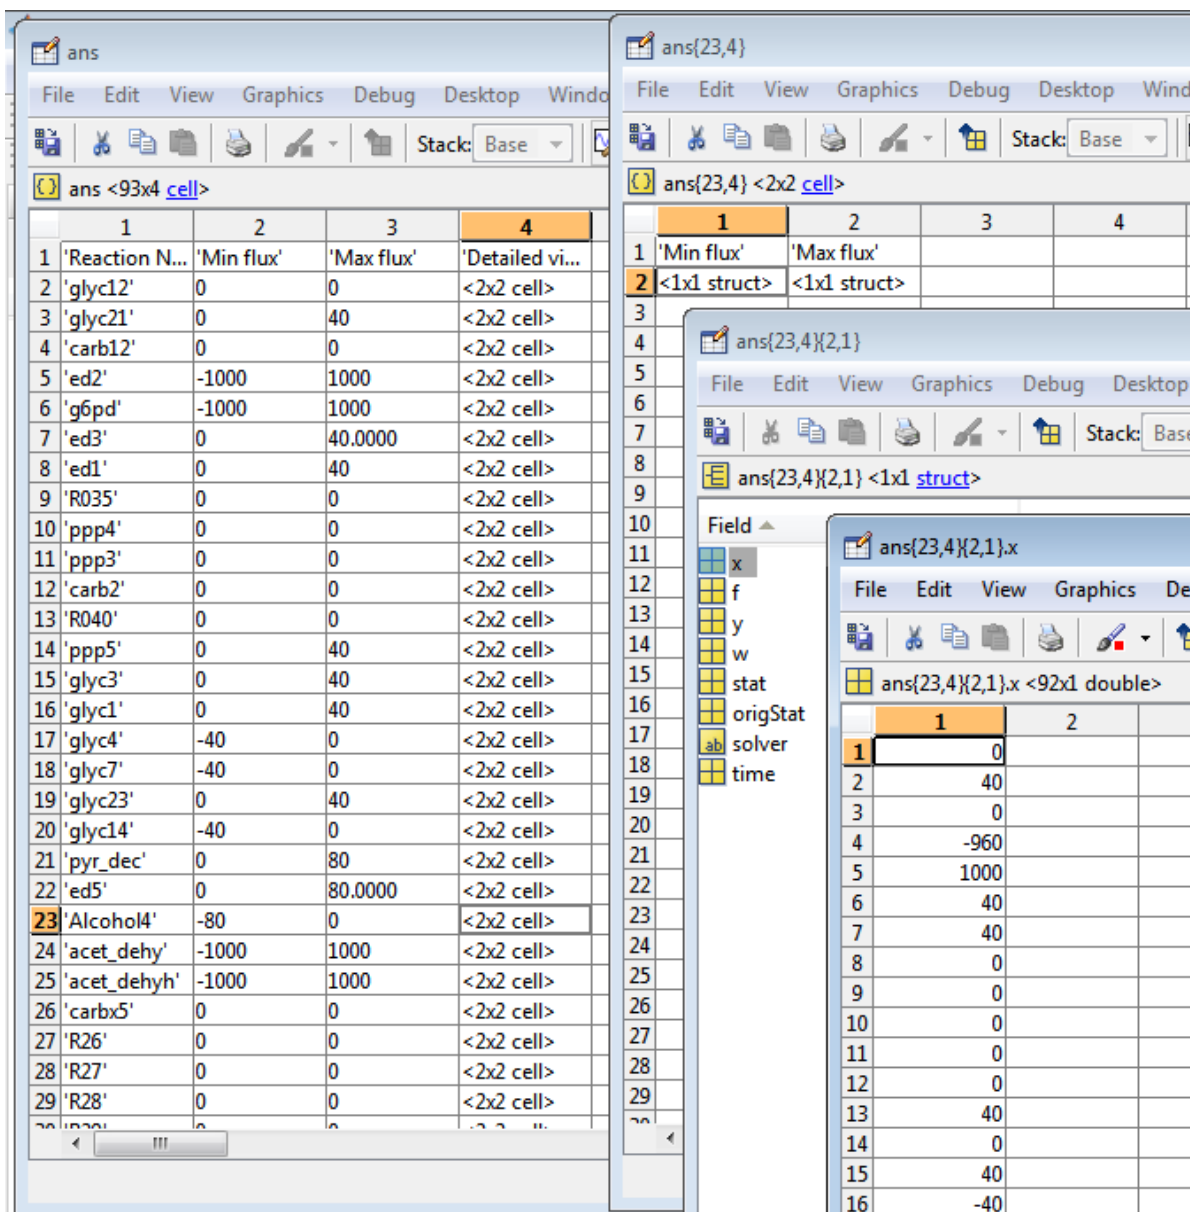 ans
File Edit View Graphics Debug Desktop Windo
Stack: Base
ans <93x4 cell>
1 2 3 4
1 'Reaction N... 'Min flux' 'Max flux' 'Detailed vi...
2 'glyc12' 0 0 <2x2 cell>
3 'glyc21' 0 40 <2x2 cell>
4 'carb12' 0 0 <2x2 cell>
5 'ed2' -1000 1000 <2x2 cell>
6 'g6pd' -1000 1000 <2x2 cell>
7 'ed3' 0 40.0000 <2x2 cell>
8 'ed1' 0 40 <2x2 cell>
9 'R035' 0 0 <2x2 cell>
10 'ppp4' 0 0 <2x2 cell>
11 'ppp3' 0 0 <2x2 cell>
12 'carb2' 0 0 <2x2 cell>
13 'R040' 0 0 <2x2 cell>
14 'ppp5' 0 40 <2x2 cell>
15 'glyc3' 0 40 <2x2 cell>
16 'glyc1' 0 40 <2x2 cell>
17 'glyc4' -40 0 <2x2 cell>
18 'glyc7' -40 0 <2x2 cell>
19 'glyc23' 0 40 <2x2 cell>
20 'glyc14' -40 0 <2x2 cell>
21 'pyr_dec' 0 80 <2x2 cell>
22 'ed5' 0 80.0000 <2x2 cell>
23 'Alcohol4' -80 0 <2x2 cell>
24 'acet_dehy' -1000 1000 <2x2 cell>
25 'acet_dehyh' -1000 1000 <2x2 cell>
26 'carbx5' 0 0 <2x2 cell>
27 'R26' 0 0 <2x2 cell>
28 'R27' 0 0 <2x2 cell>
29 'R28' 0 0 <2x2 cell>
ans{23,4}
File Edit View Graphics Debug Desktop Wind
Stack: Base
ans{23,4} <2x2 cell>
1 2 3 4
1 'Min flux' 'Max flux'
2 <1x1 struct> <1x1 struct>
3
4
5
6
7
8
9
10
11
12
13
14
15
16
17
18
19
20
21
22
23
24
25
26
27
28
29
ans{23,4}{2,1}
File Edit View Graphics Debug Desktop
Stack: Base
ans{23,4}{2,1} <1x1 struct>
Field
x
f
y
w
stat
origStat
ab solver
time
ans{23,4}{2,1}.x
File Edit View Graphics De
ans{23,4}{2,1}.x <92x1 double>
1 2
1 0
2 40
3 0
4 -960
5 1000
6 40
7 40
8 0
9 0
10 0
11 0
12 0
13 40
14 0
15 40
16 -40